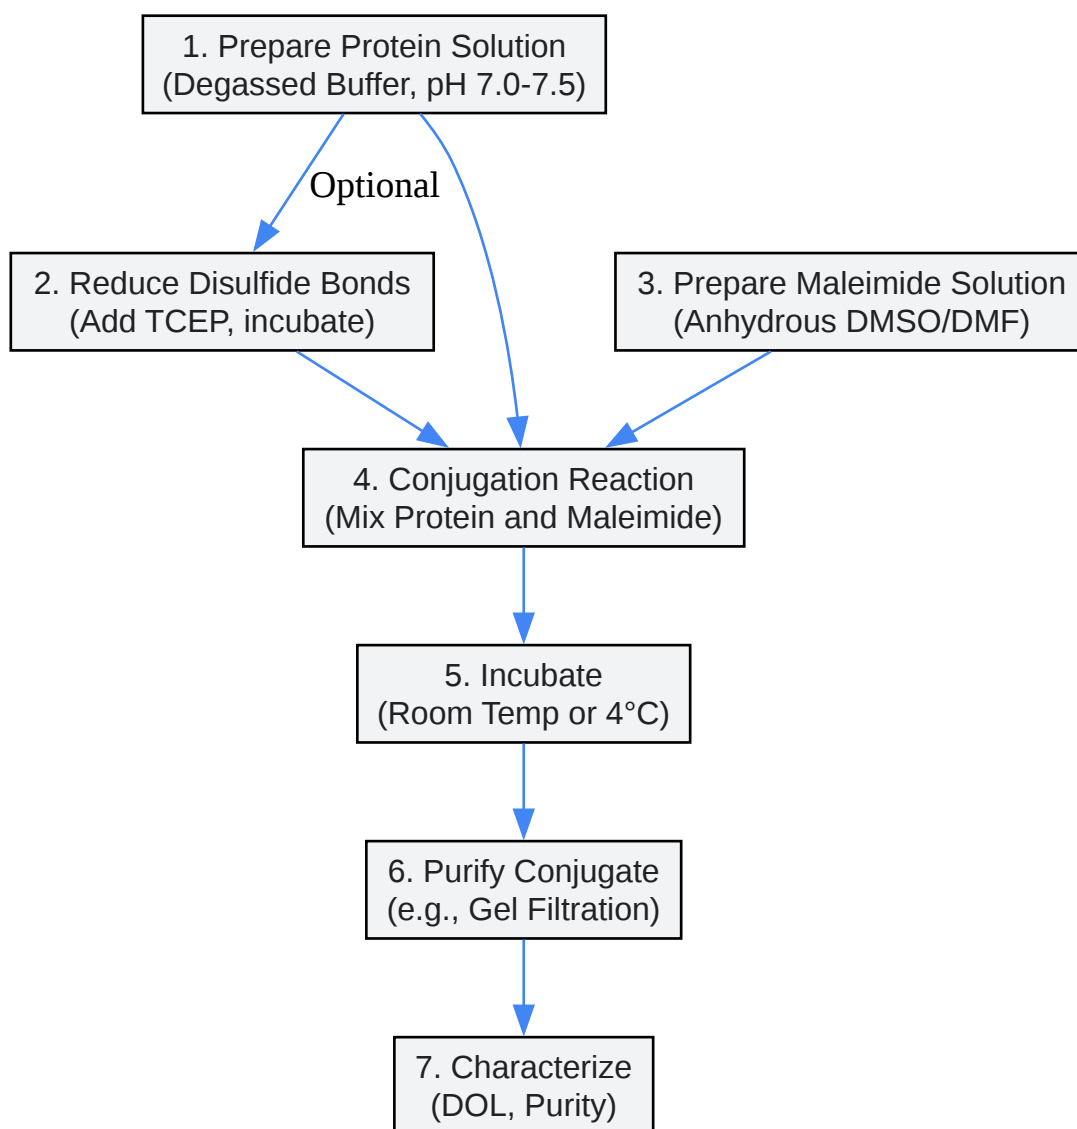 1. Prepare Protein Solution
(Degassed Buffer, pH 7.0-7.5)
Optional
2. Reduce Disulfide Bonds
(Add TCEP, incubate)
3. Prepare Maleimide Solution
(Anhydrous DMSO/DMF)
4. Conjugation Reaction
(Mix Protein and Maleimide)
5. Incubate
(Room Temp or 4°C)
6. Purify Conjugate
(e.g., Gel Filtration)
7. Characterize
(DOL, Purity)